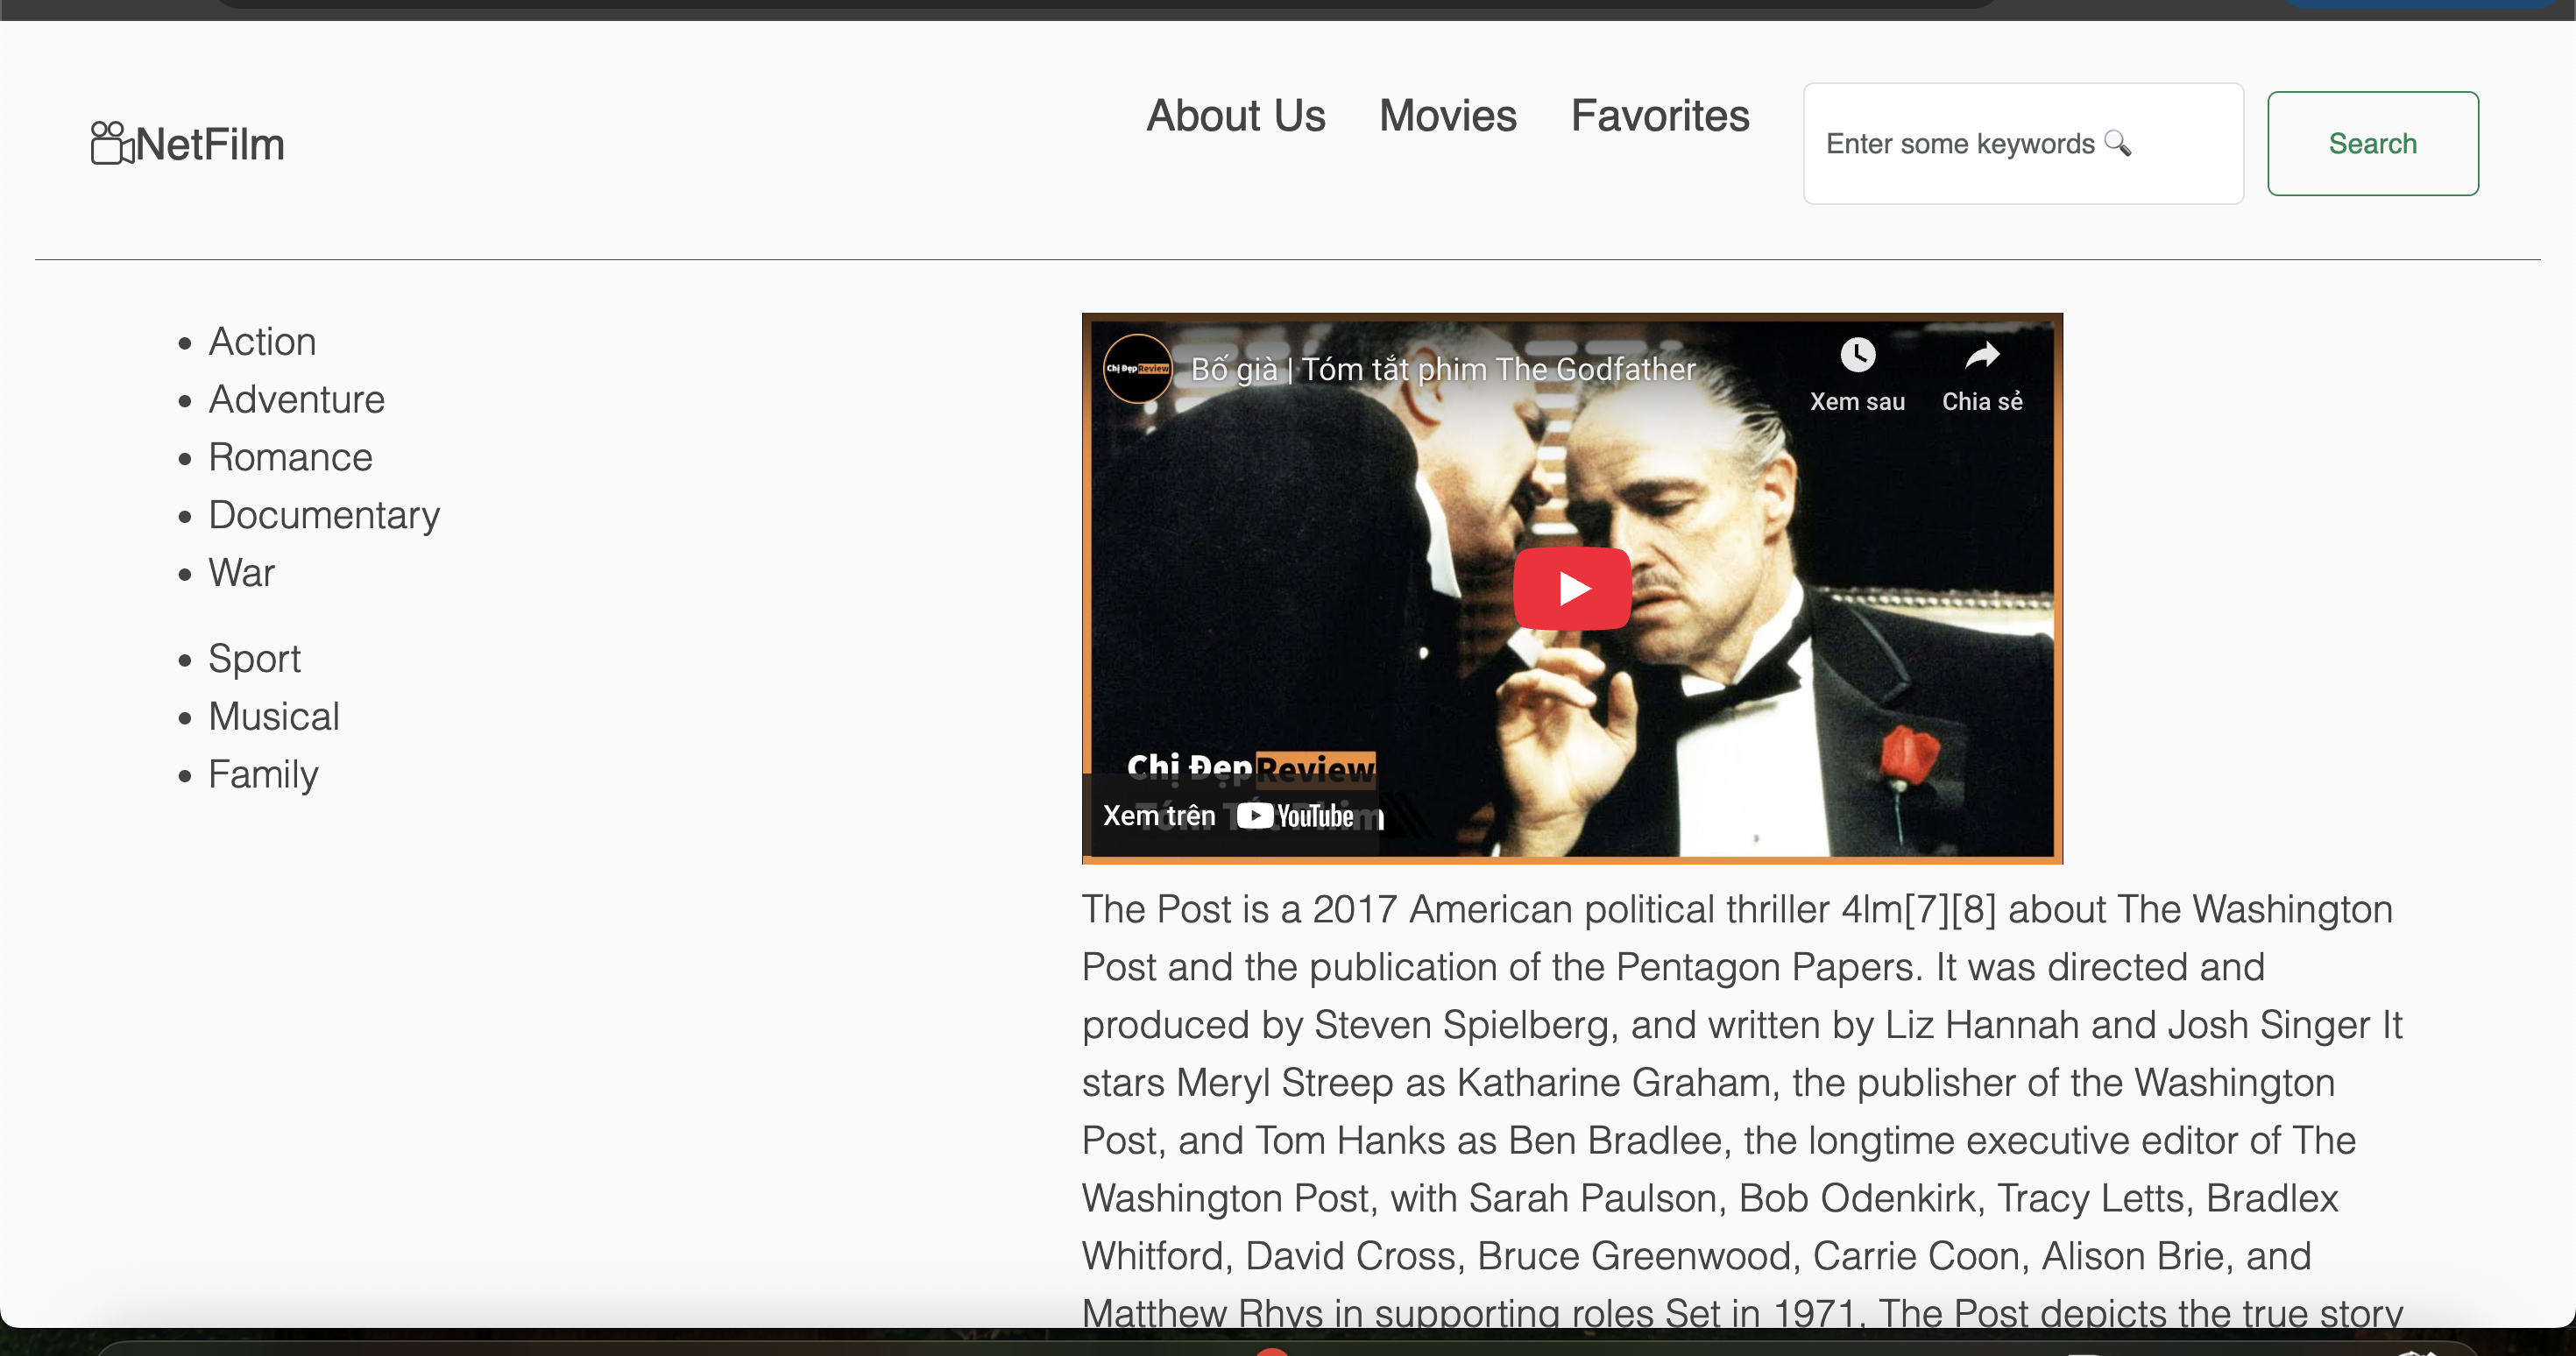 NetFilm
About Us Movies Favorites
Enter some keywords 🔍
Search
Action
Adventure
Romance
Documentary
War
Sport
Musical
Family
Chị Đẹp Review
Bố già | Tóm tắt phim The Godfather
Xem sau
Chia sẻ
Chị Đẹp Review
Tóm Tắt Phim
Xem trên YouTube
The Post is a 2017 American political thriller 4lm[7][8] about The Washington
Post and the publication of the Pentagon Papers. It was directed and
produced by Steven Spielberg, and written by Liz Hannah and Josh Singer It
stars Meryl Streep as Katharine Graham, the publisher of the Washington
Post, and Tom Hanks as Ben Bradlee, the longtime executive editor of The
Washington Post, with Sarah Paulson, Bob Odenkirk, Tracy Letts, Bradlex
Whitford, David Cross, Bruce Greenwood, Carrie Coon, Alison Brie, and
Matthew Rhys in supporting roles Set in 1971, The Post depicts the true story